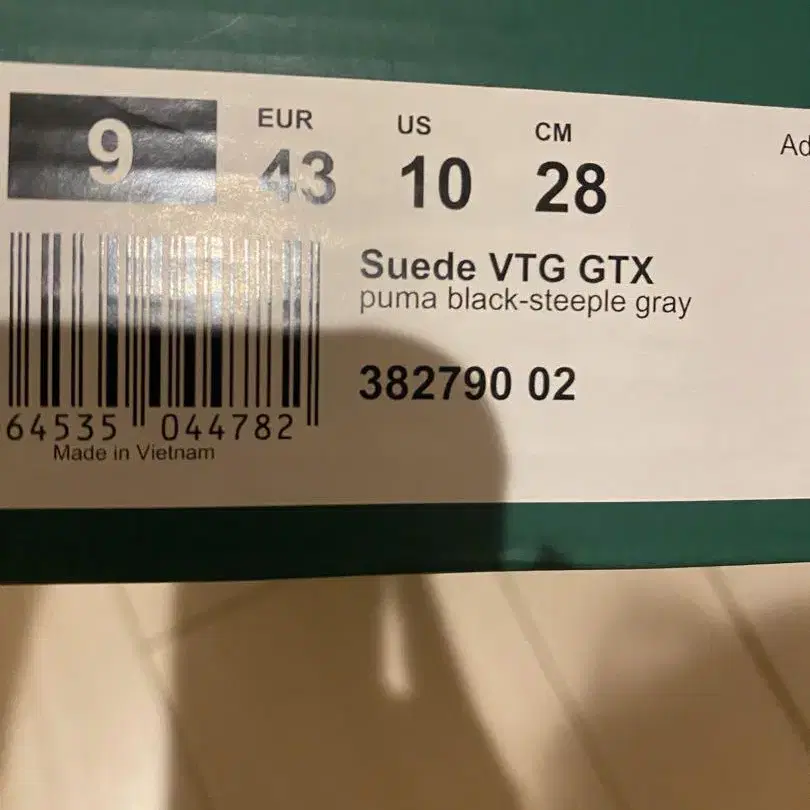 9
EUR
43
US
10
CM
28
Ad
Suede VTG GTX
puma black-steeple gray
382790 02
64535 044782
Made in Vietnam